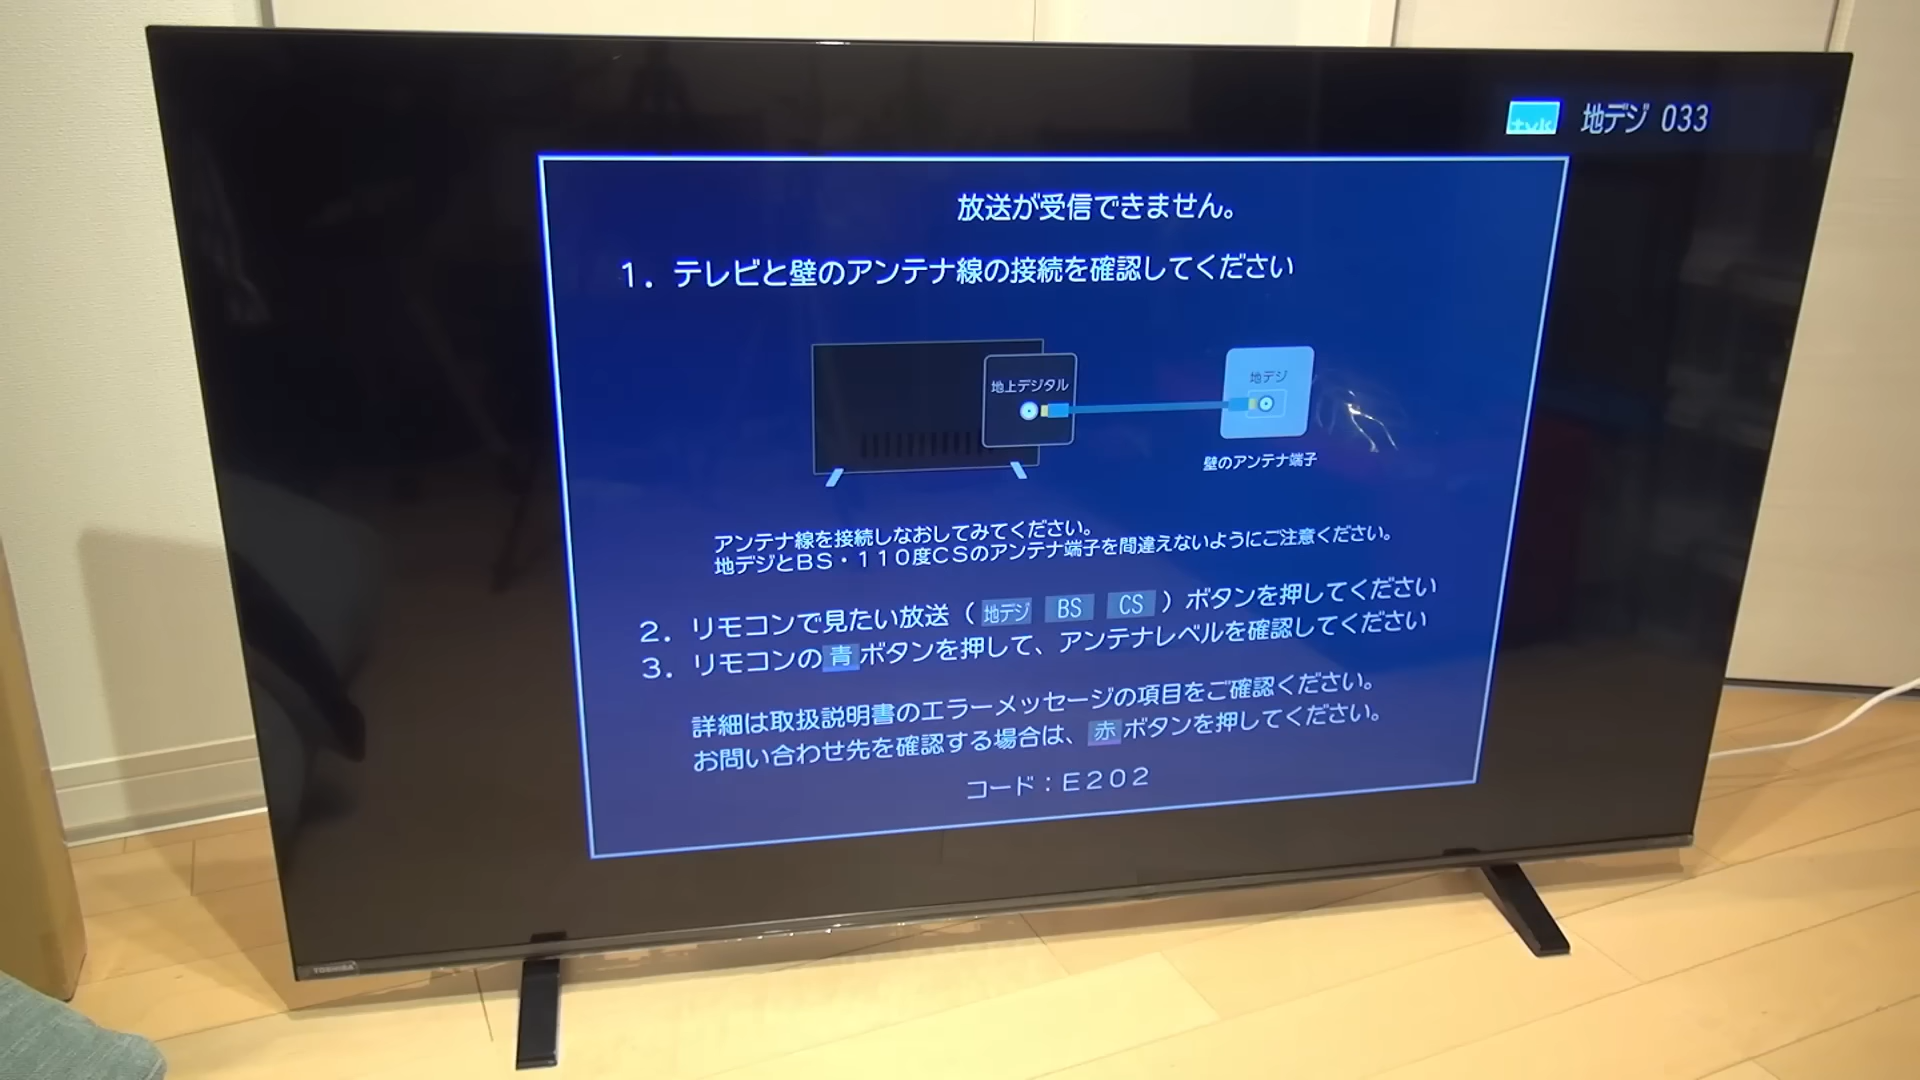 tvk 地デジ 033
放送が受信できません。
1. テレビと壁のアンテナ線の接続を確認してください
地上デジタル
地デジ
壁のアンテナ端子
アンテナ線を接続しなおしてみてください。
地デジとBS・110度CSのアンテナ端子を間違えないようにご注意ください。
2. リモコンで見たい放送（地デジ BS CS）ボタンを押してください
3. リモコンの青ボタンを押して、アンテナレベルを確認してください
詳細は取扱説明書のエラーメッセージの項目をご確認ください。
お問い合わせ先を確認する場合は、赤ボタンを押してください。
コード：E202
TOSHIBA